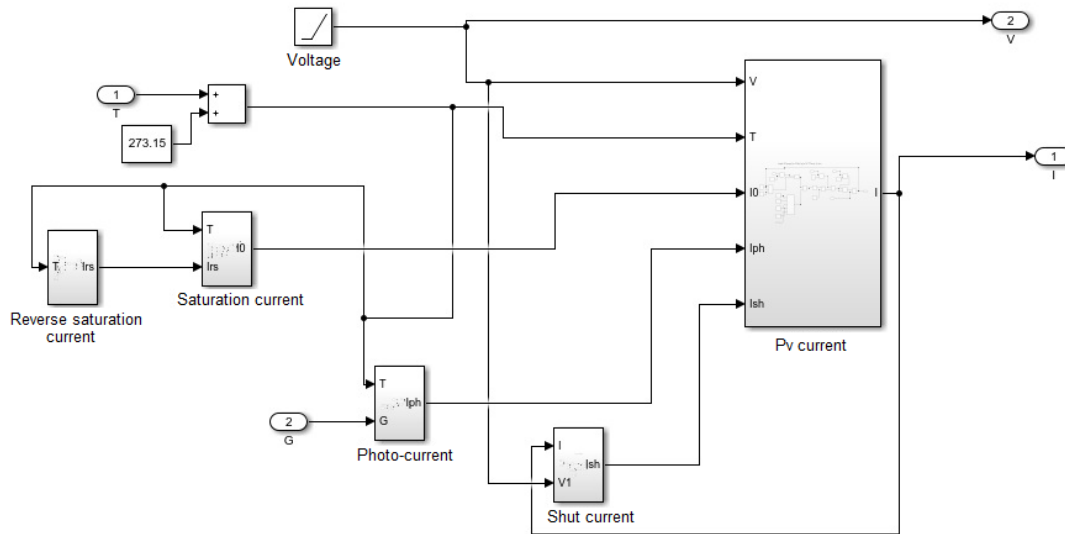 2
V
Voltage
V
+
+
1
T
273.15
T
1
I
I0
I
T
I0
Irs
T
Irs
Saturation current
Iph
Reverse saturation
current
Ish
Pv current
T
Iph
G
2
G
Photo-current
I
Ish
V1
Shut current